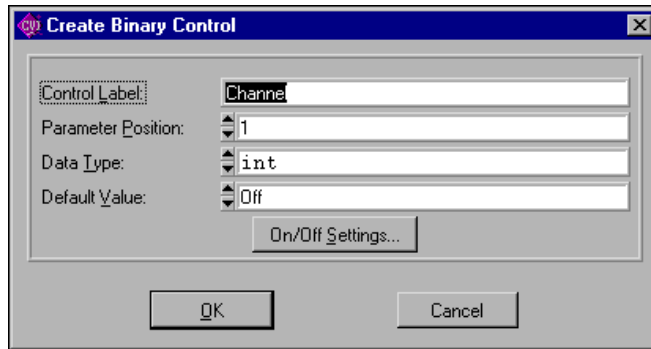 CVI Create Binary Control
Control Label: Channel
Parameter Position: 1
Data Type: int
Default Value: Off
On/Off Settings...
OK Cancel